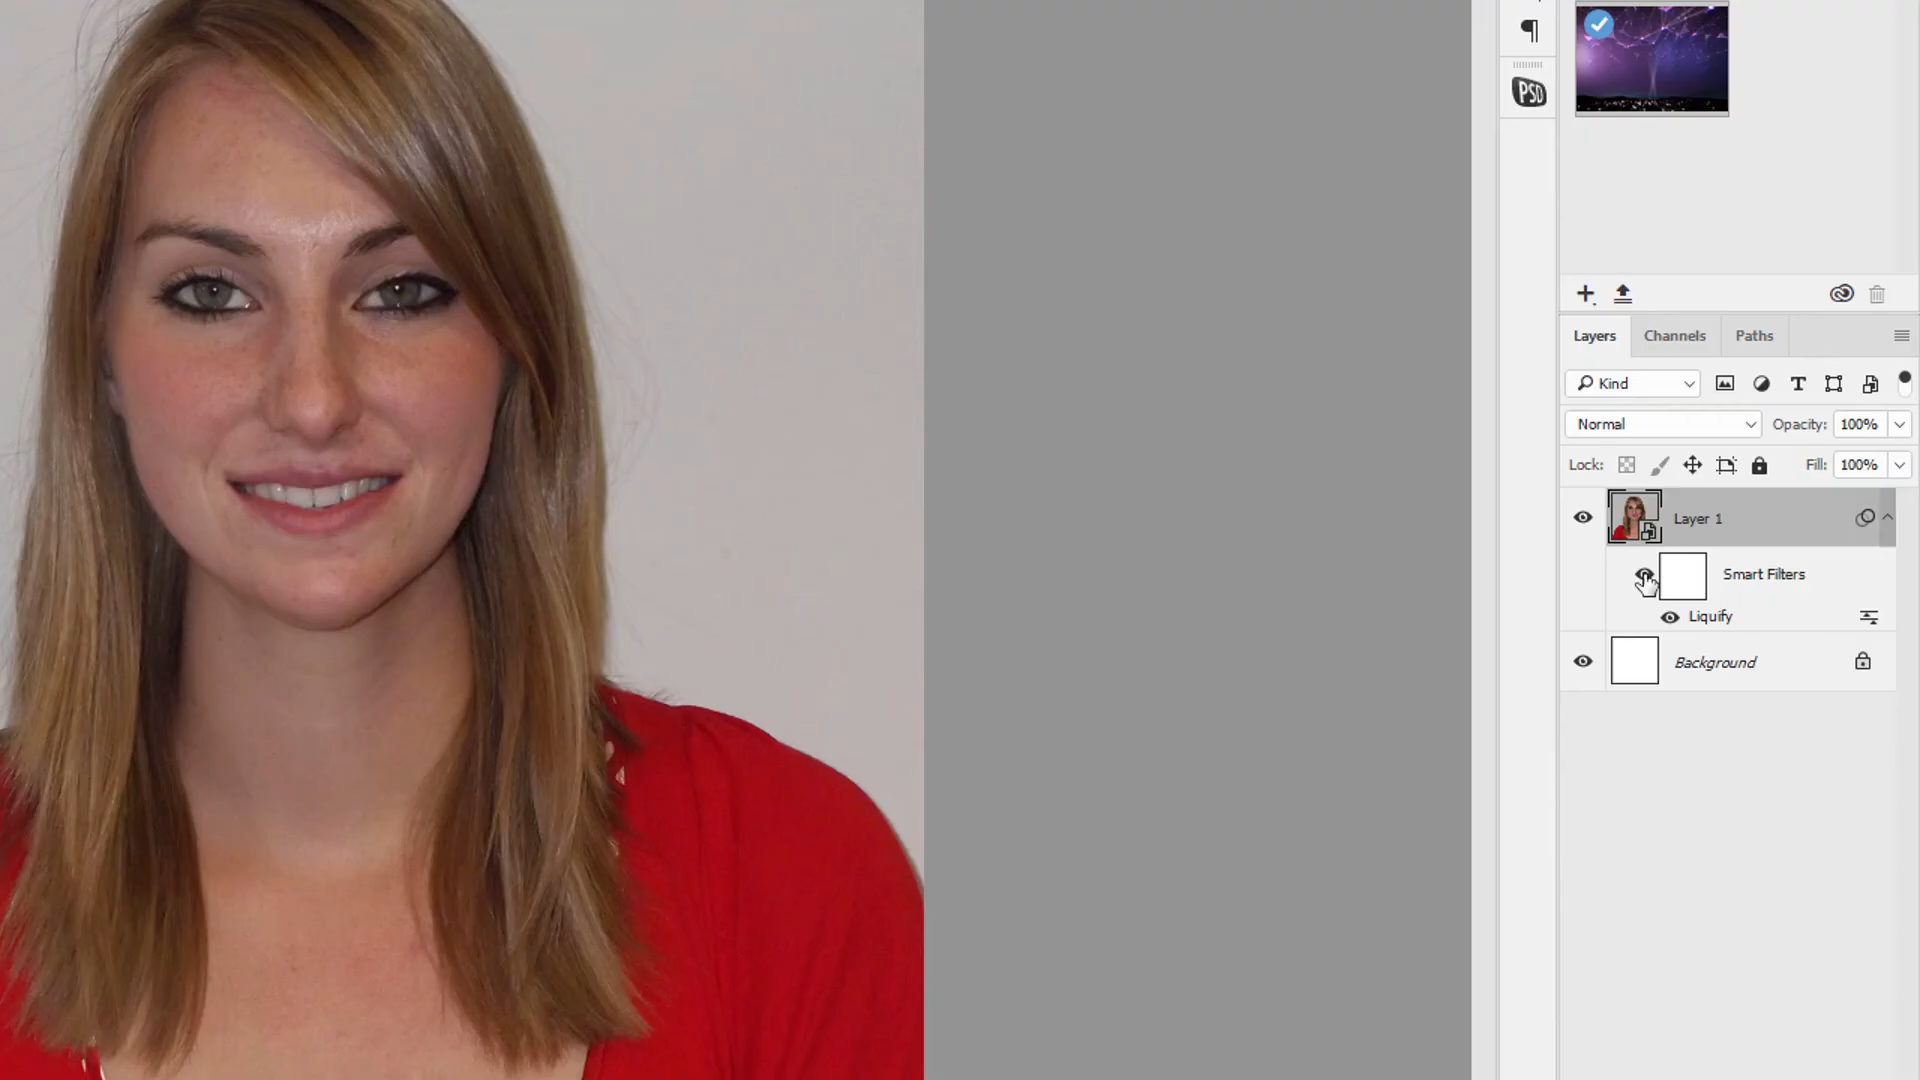 ¶
PSD
Layers Channels Paths
Kind T
Normal Opacity: 100%
Lock: Fill: 100%
Layer 1
Smart Filters
Liquify
Background